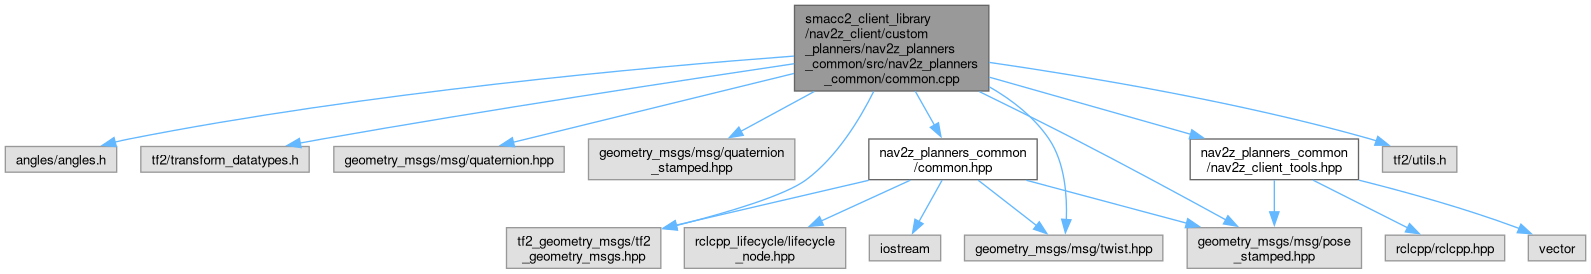 smacc2_client_library
/nav2z_client/custom
_planners/nav2z_planners
_common/src/nav2z_planners
_common/common.cpp
angles/angles.h
tf2/transform_datatypes.h
geometry_msgs/msg/quaternion.hpp
geometry_msgs/msg/quaternion
_stamped.hpp
nav2z_planners_common
/common.hpp
nav2z_planners_common
/nav2z_client_tools.hpp
tf2/utils.h
tf2_geometry_msgs/tf2
_geometry_msgs.hpp
rclcpp_lifecycle/lifecycle
_node.hpp
iostream
geometry_msgs/msg/twist.hpp
geometry_msgs/msg/pose
_stamped.hpp
rclcpp/rclcpp.hpp
vector